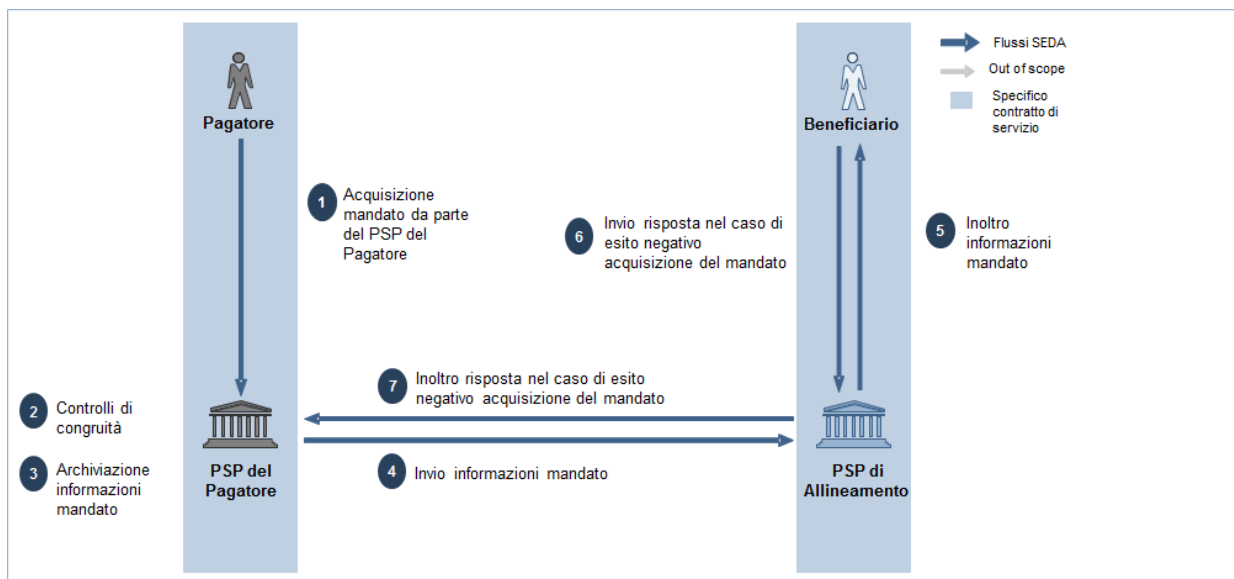 Pagatore
Beneficiario
Flussi SEDA
Out of scope
Specifico
contratto di
servizio
1
Acquisizione
mandato da parte
del PSP del
Pagatore
6
Invio risposta nel caso di
esito negativo
acquisizione del mandato
5
Inoltro
informazioni
mandato
7
Inoltro risposta nel caso di esito
negativo acquisizione del mandato
2
Controlli di
congruità
3
Archiviazione
informazioni
mandato
PSP del
Pagatore
4
Invio informazioni mandato
PSP di
Allineamento